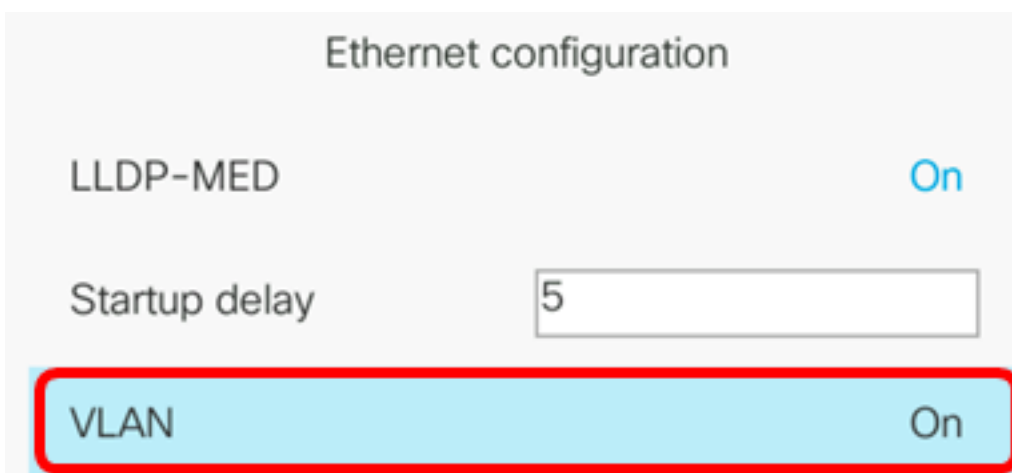 Ethernet configuration
LLDP-MED On
Startup delay 5
VLAN On